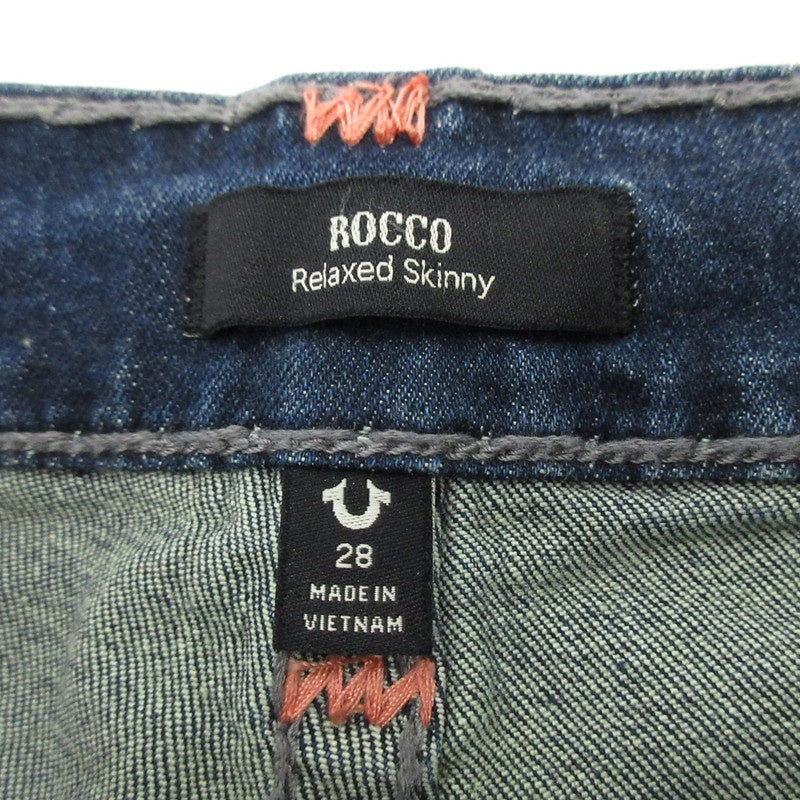 ROCCO
Relaxed Skinny
28
MADE IN
VIETNAM